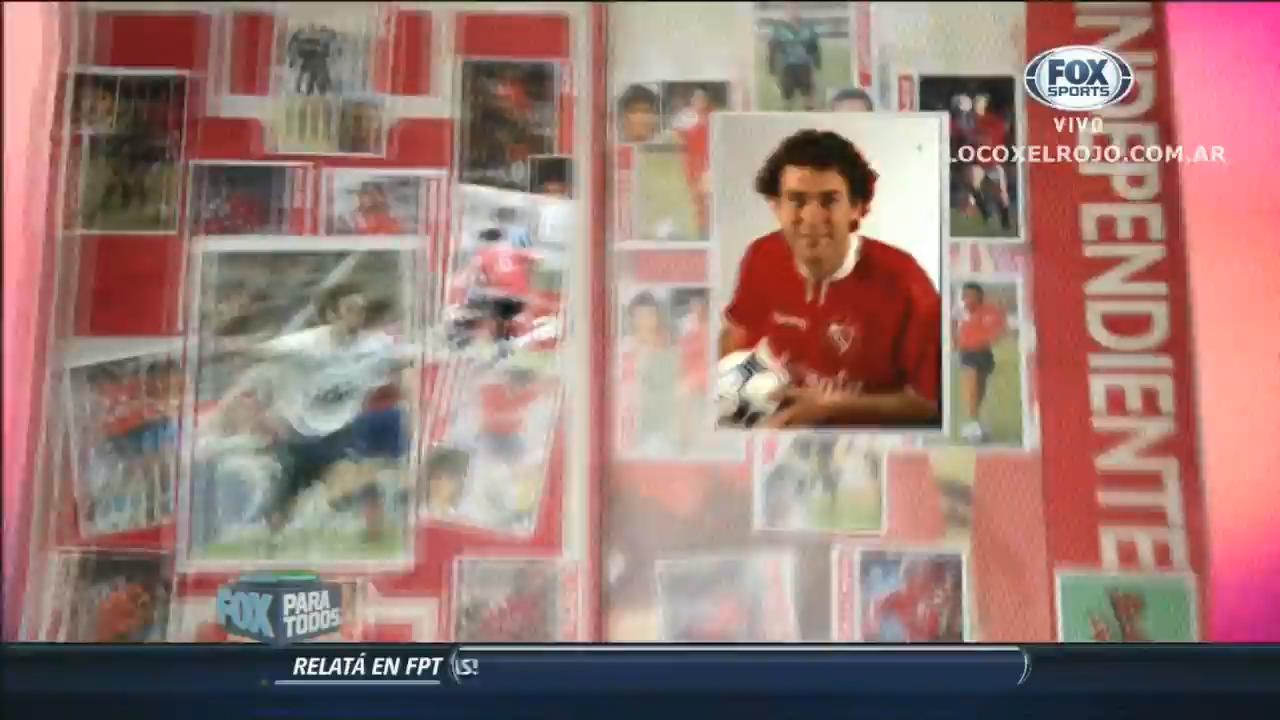 FOX
SPORTS
VIVO
LOCOXELROJO.COM.AR
INDEPENDIENTE
FOX PARA
TODOS
RELATÁ EN FPT
S!